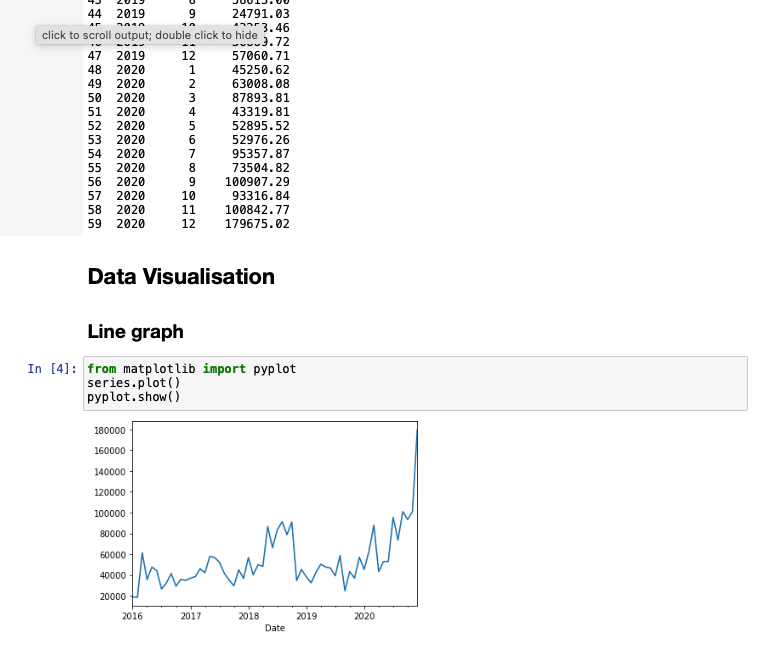 43 2019 8 58613.00
44 2019 9 24791.03
click to scroll output; double click to hide
47 2019 12 57060.71
48 2020 1 45250.62
49 2020 2 63008.08
50 2020 3 87893.81
51 2020 4 43319.81
52 2020 5 52895.52
53 2020 6 52976.26
54 2020 7 95357.87
55 2020 8 73504.82
56 2020 9 100907.29
57 2020 10 93316.84
58 2020 11 100842.77
59 2020 12 179675.02
Data Visualisation
Line graph
In [4]: from matplotlib import pyplot
series.plot()
pyplot.show()
180000
160000
140000
120000
100000
80000
60000
40000
20000
2016 2017 2018 2019 2020
Date